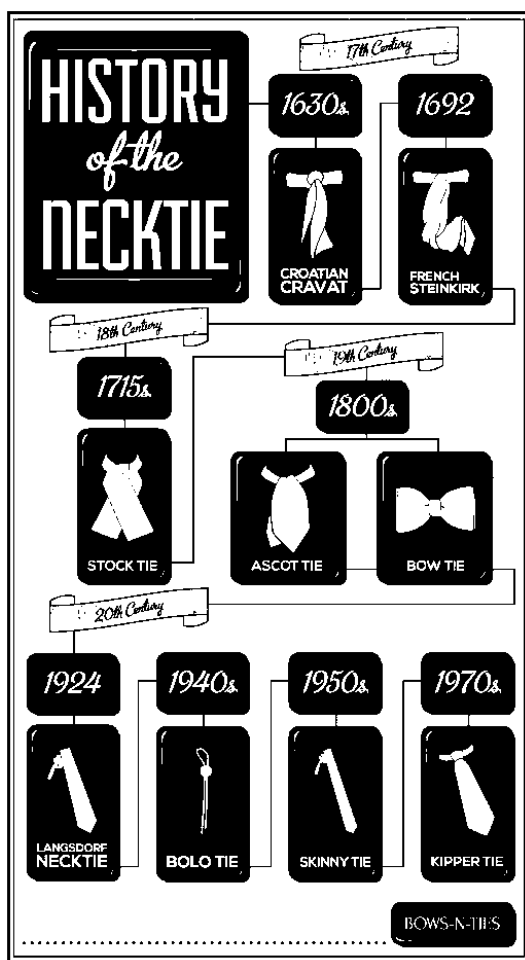 HISTORY
of the
NECKTIE
17th Century
1630s
1692
CROATIAN
CRAVAT
FRENCH
STEINKIRK
18th Century
1715s
STOCK TIE
19th Century
1800s
ASCOT TIE
BOW TIE
20th Century
1924
1940s
1950s
1970s
LANGSDORF
NECKTIE
BOLO TIE
SKINNY TIE
KIPPER TIE
BOWS-N-TIES